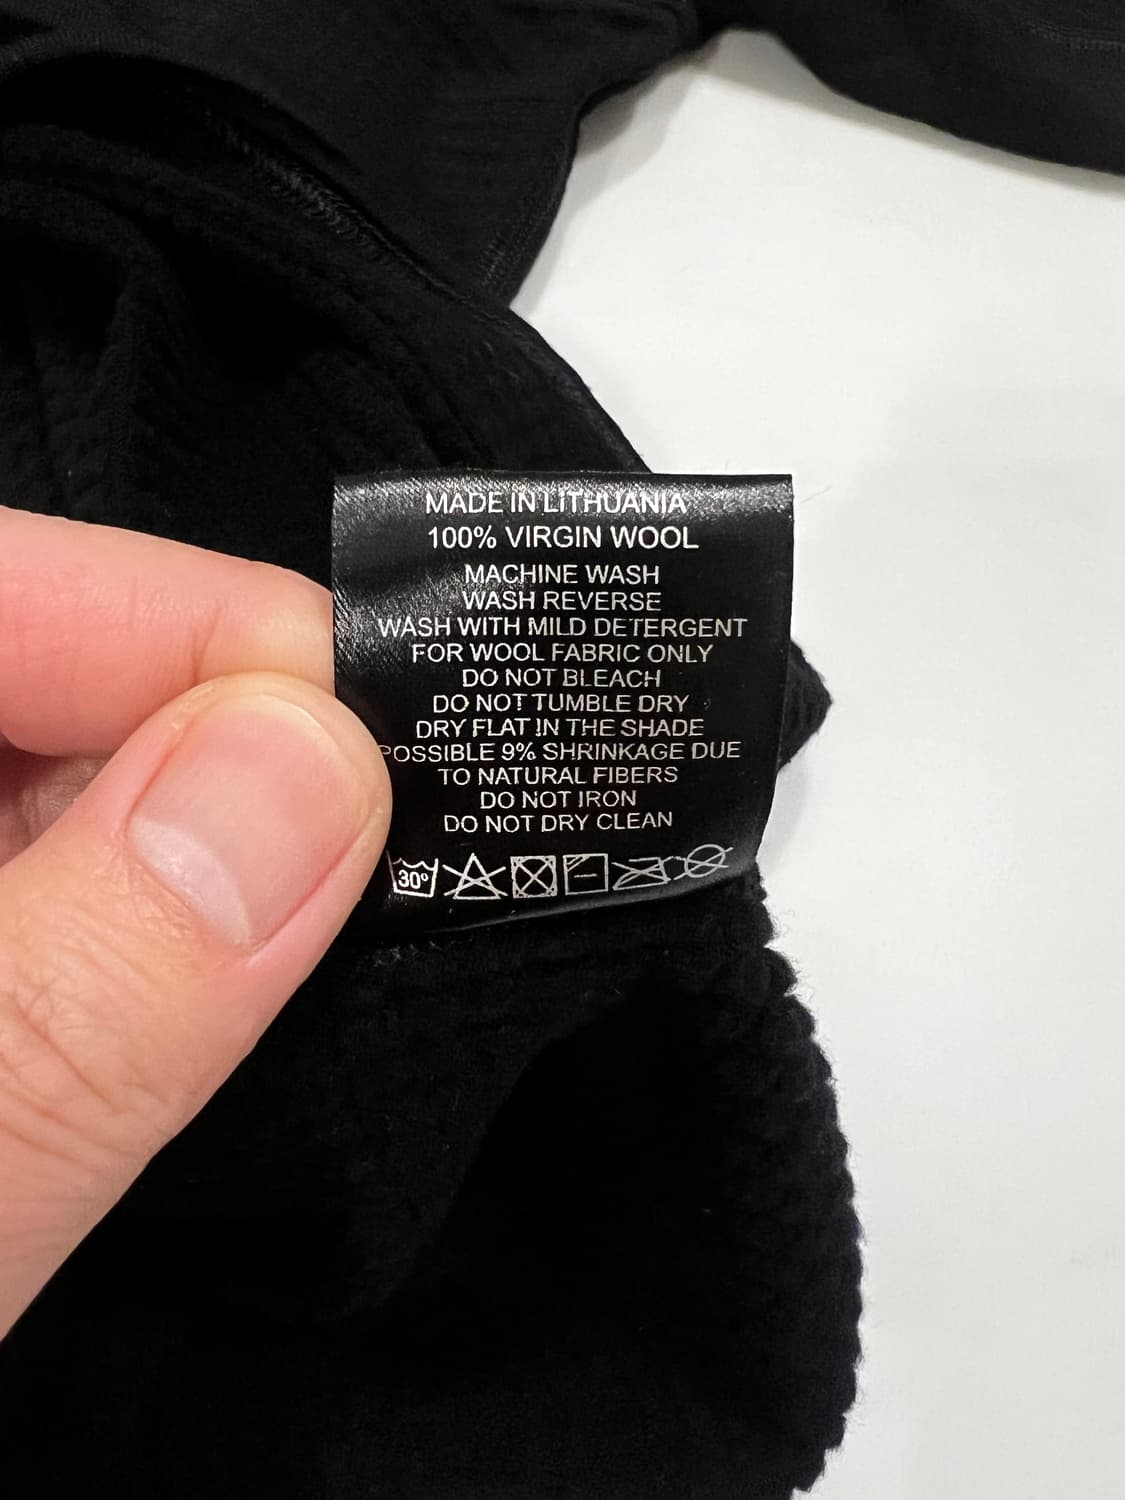 MADE IN LITHUANIA
100% VIRGIN WOOL
MACHINE WASH
WASH REVERSE
WASH WITH MILD DETERGENT
FOR WOOL FABRIC ONLY
DO NOT BLEACH
DO NOT TUMBLE DRY
DRY FLAT IN THE SHADE
POSSIBLE 9% SHRINKAGE DUE
TO NATURAL FIBERS
DO NOT IRON
DO NOT DRY CLEAN
30°